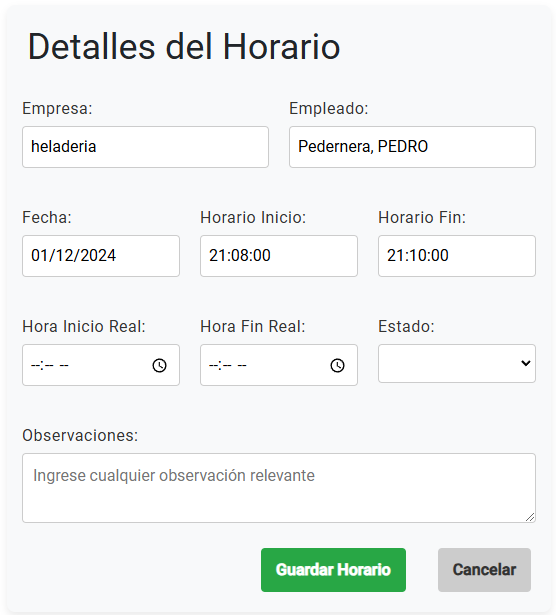 Detalles del Horario
Empresa: Empleado:
heladeria Pedernera, PEDRO
Fecha: Horario Inicio: Horario Fin:
01/12/2024 21:08:00 21:10:00
Hora Inicio Real: Hora Fin Real: Estado:
--:-- -- --:-- --
Observaciones:
Ingrese cualquier observación relevante
Guardar Horario Cancelar